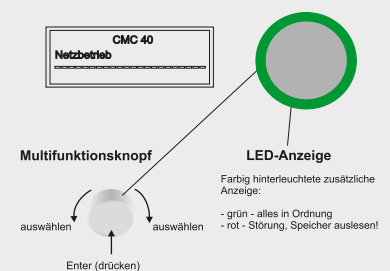 CMC 40
Netzbetrieb
Multifunktionsknopf
auswählen
auswählen
Enter (drücken)
LED-Anzeige
Farbig hinterleuchtete zusätzliche
Anzeige:
- grün - alles in Ordnung
- rot - Störung, Speicher auslesen!